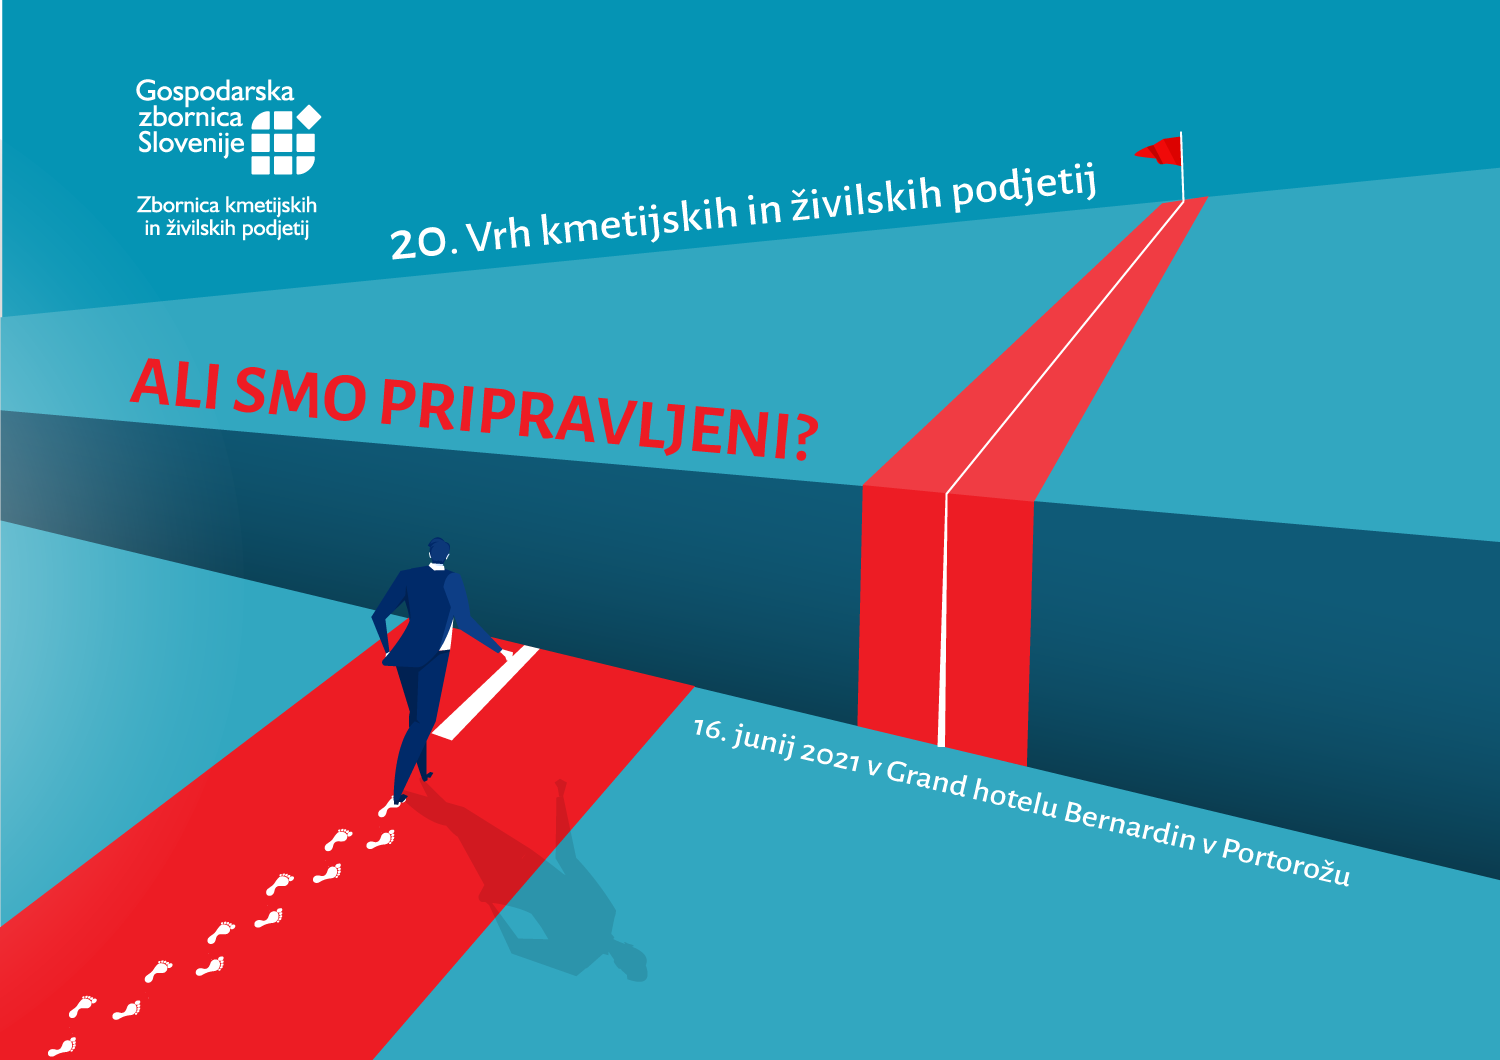 Gospodarska
zbornica
Slovenije
Zbornica kmetijskih
in živilskih podjetij
20. Vrh kmetijskih in živilskih podjetij
ALI SMO PRIPRAVLJENI?
16. junij 2021 v Grand hotelu Bernardin v Portorožu